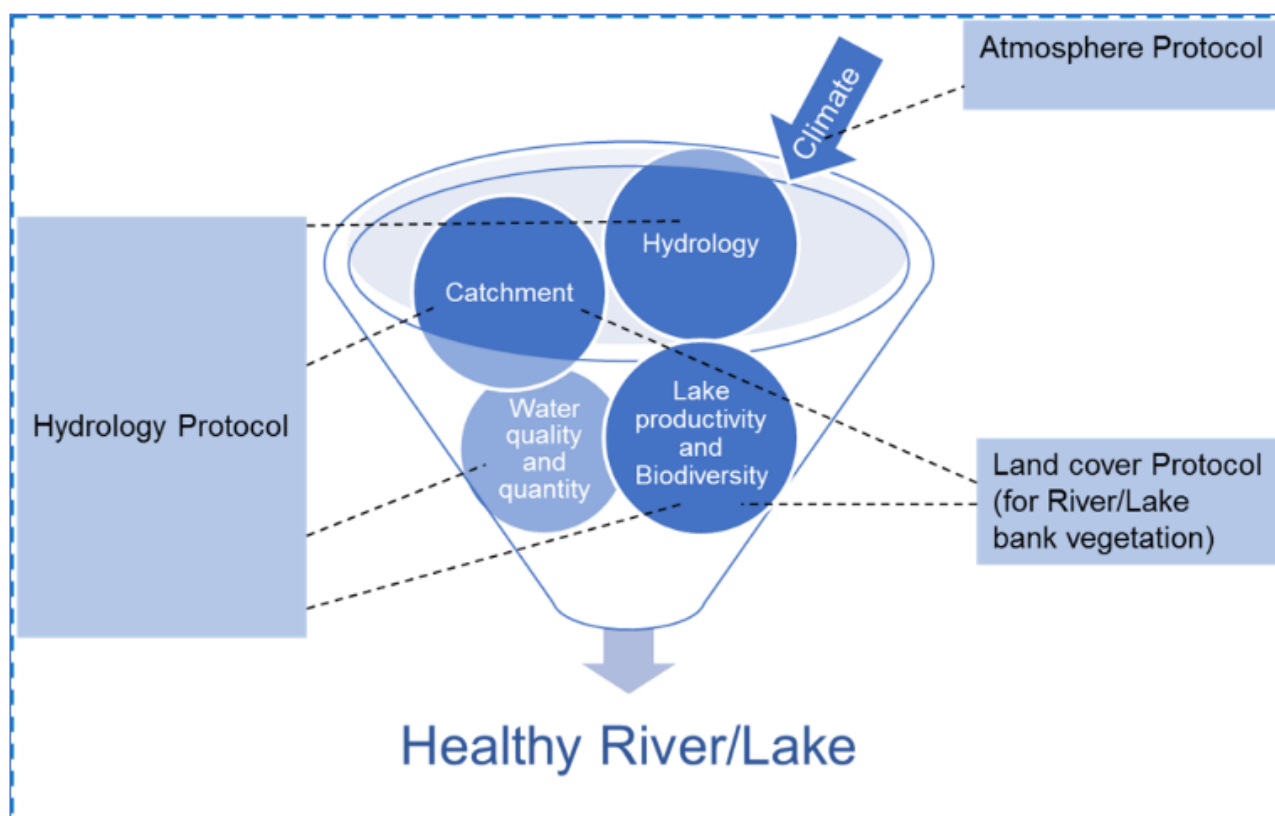 Atmosphere Protocol
Climate
Hydrology
Catchment
Hydrology Protocol
Water
quality
and
quantity
Lake
productivity
and
Biodiversity
Land cover Protocol
(for River/Lake
bank vegetation)
Healthy River/Lake